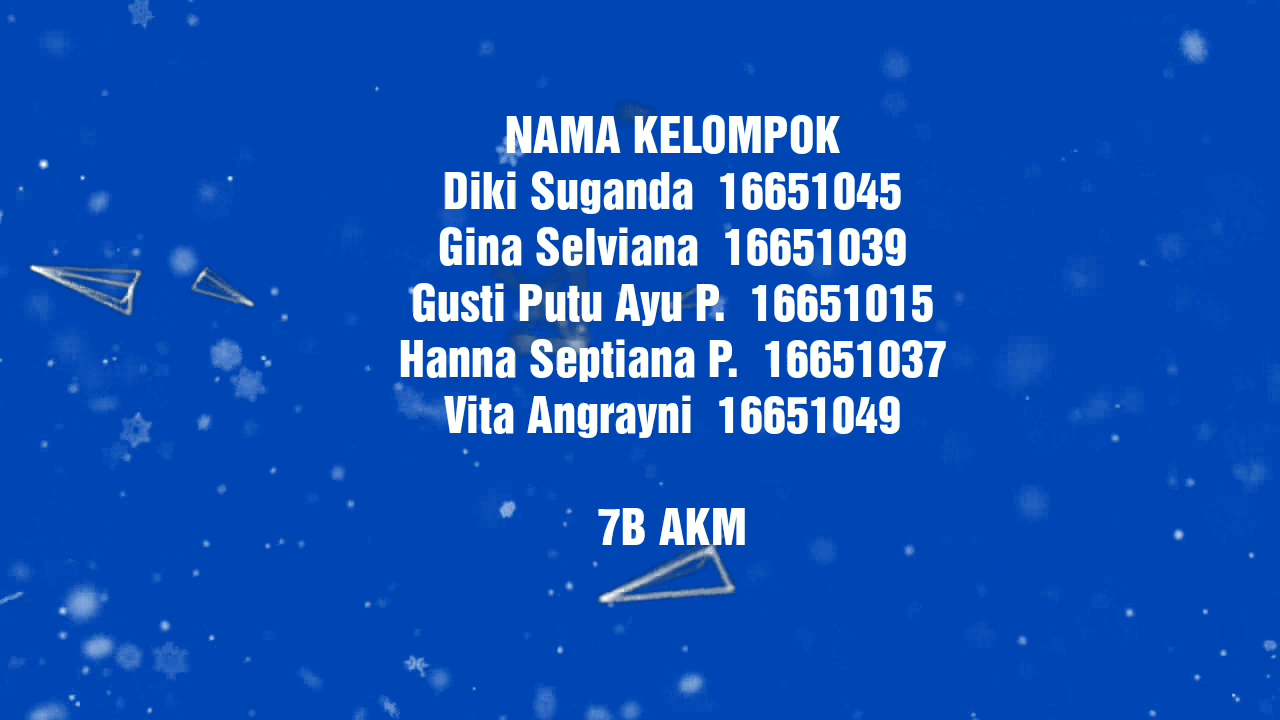 NAMA KELOMPOK
Diki Suganda 16651045
Gina Selviana 16651039
Gusti Putu Ayu P. 16651015
Hanna Septiana P. 16651037
Vita Angrayni 16651049
7B AKM